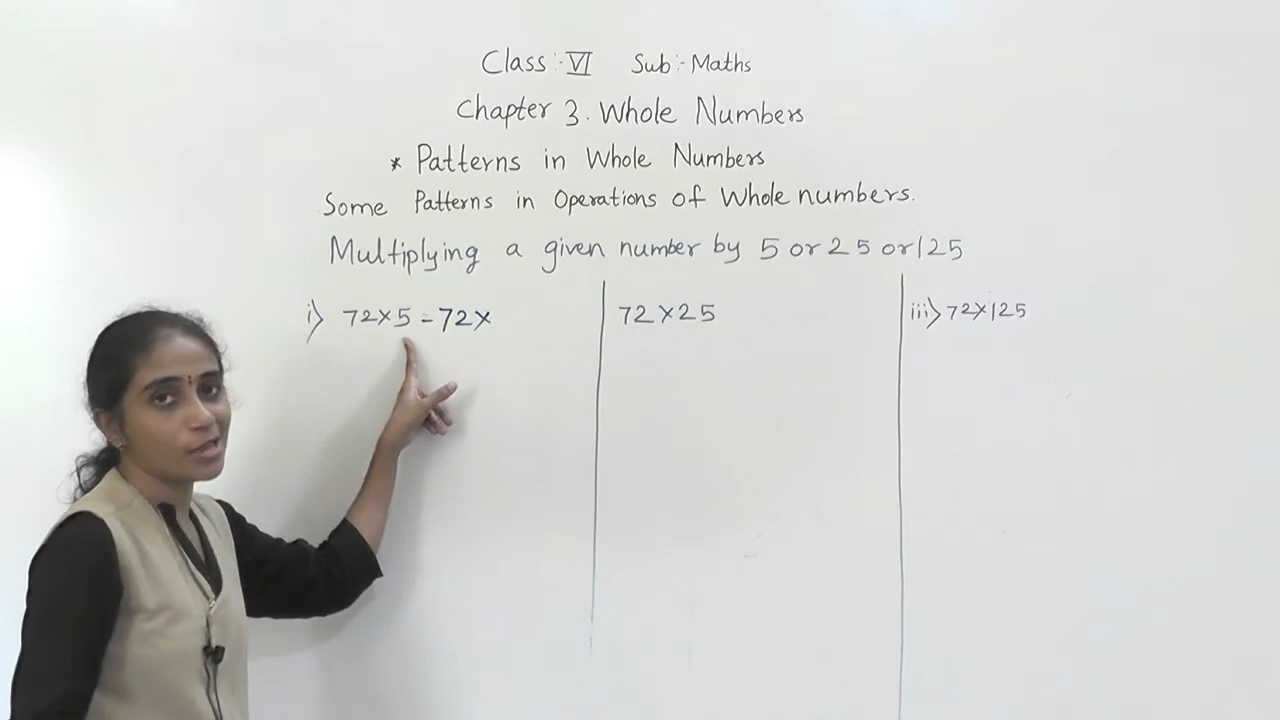 Class :- VI Sub :- Maths
Chapter 3. Whole Numbers
* Patterns in Whole Numbers
Some Patterns in Operations of Whole numbers.
Multiplying a given number by 5 or 25 or 125
i) 72×5 = 72×
72×25
iii) 72×125